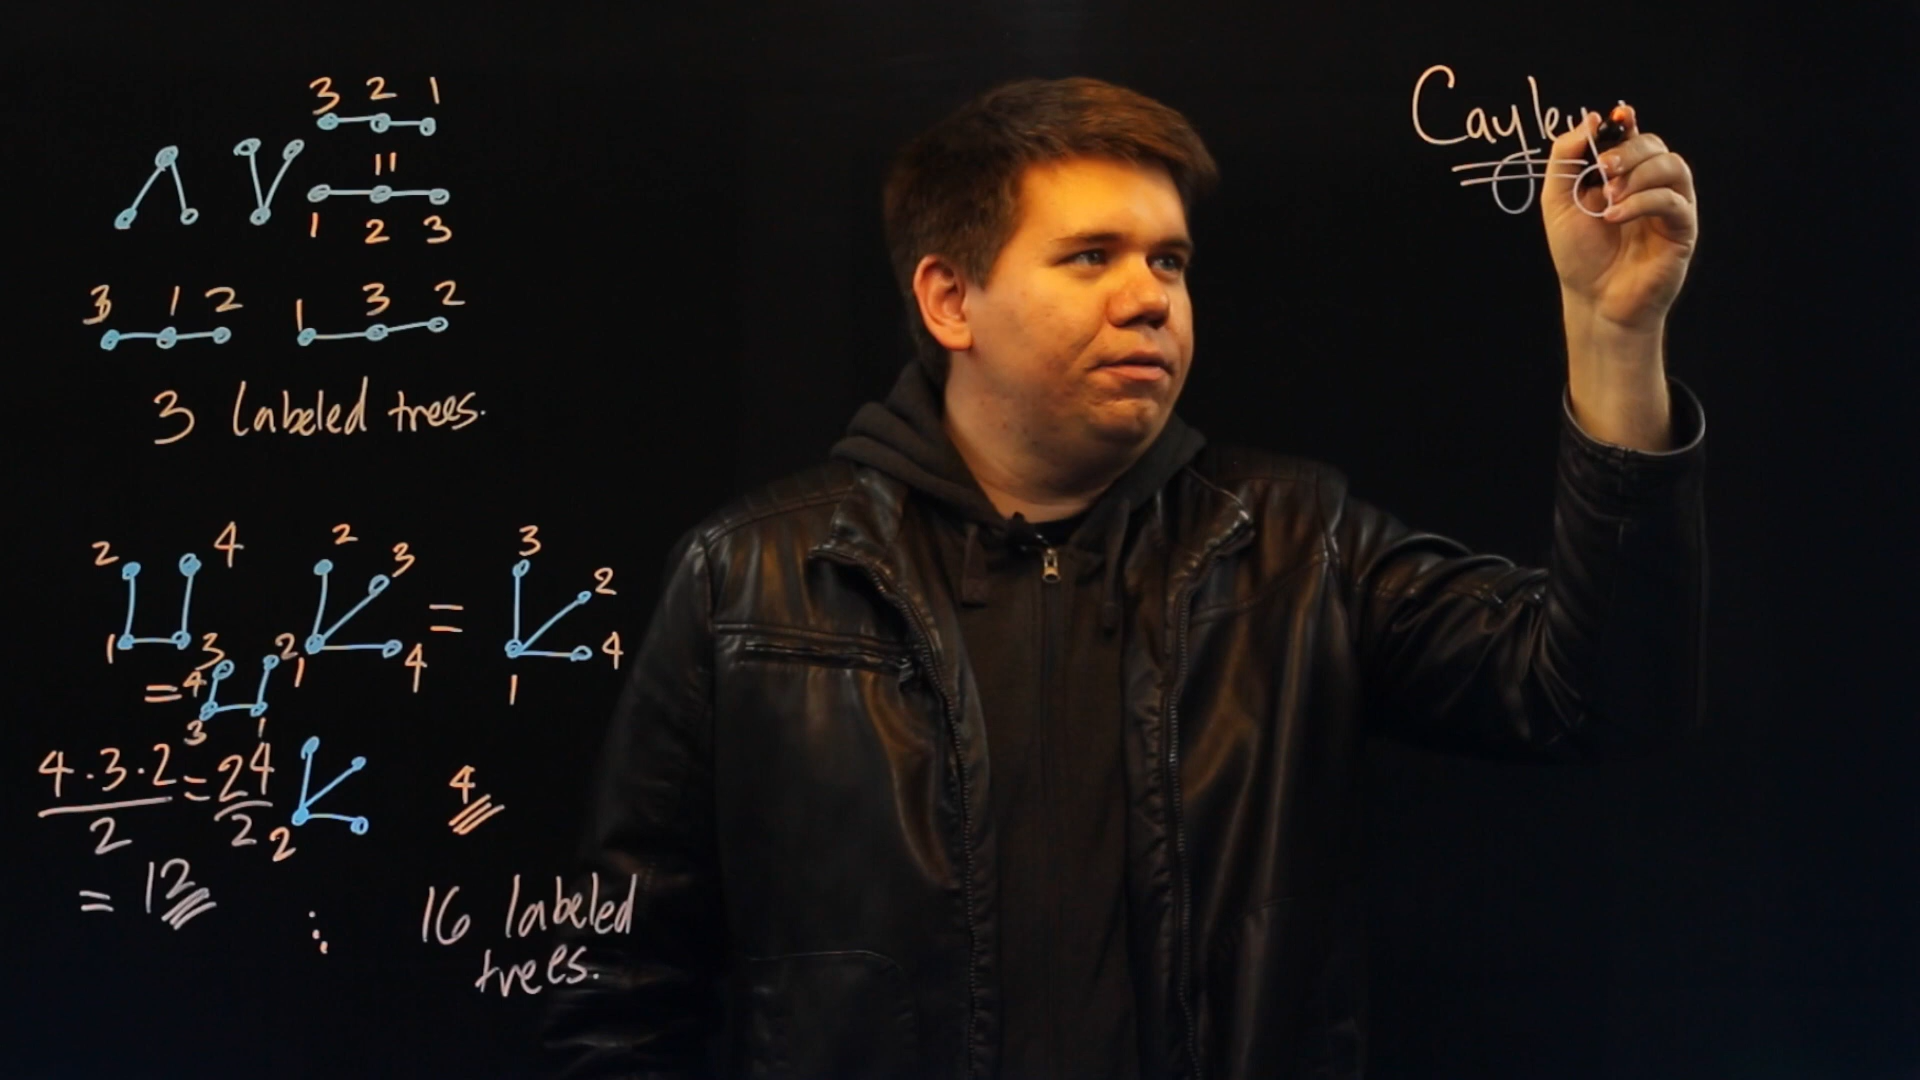 3 2 1
11
1 2 3
3 1 2
1 3 2
3 labeled trees.
2 4
1 3
2 3
1 4
=
3 2
1 4
= 4 2
3 1
4·3·2/2 = 24/2
2
4
= 12
16 labeled
trees.
Cayley